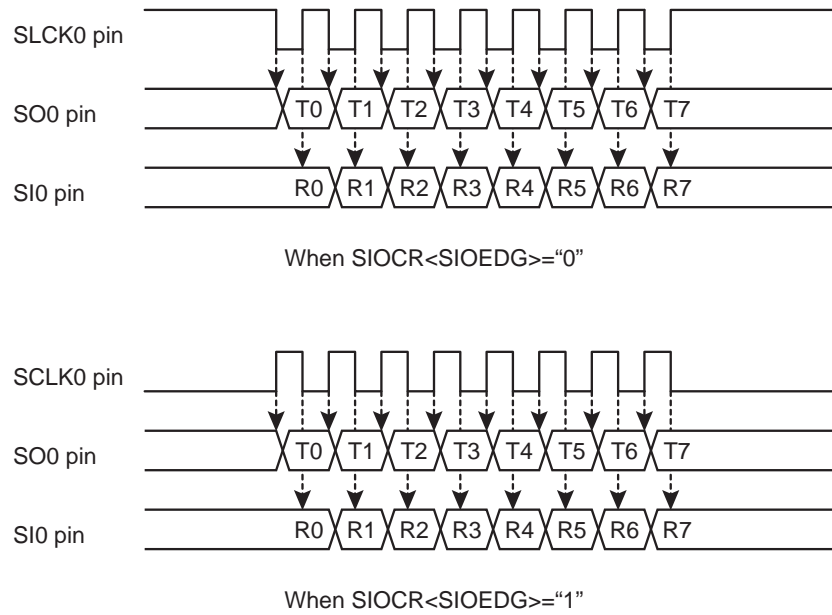 SLCK0 pin
SO0 pin T0 T1 T2 T3 T4 T5 T6 T7
SI0 pin R0 R1 R2 R3 R4 R5 R6 R7
When SIOCR<SIOEDG>=“0”
SCLK0 pin
SO0 pin T0 T1 T2 T3 T4 T5 T6 T7
SI0 pin R0 R1 R2 R3 R4 R5 R6 R7
When SIOCR<SIOEDG>=“1”